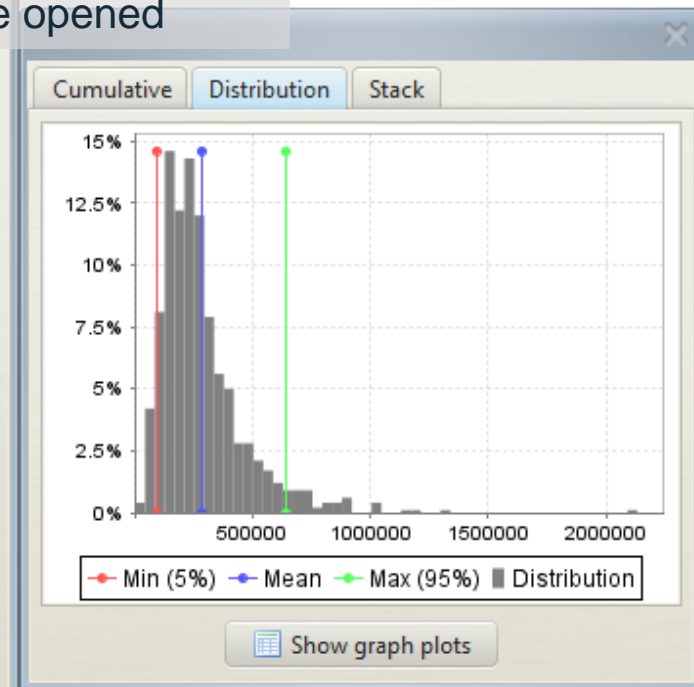 e opened
Cumulative Distribution Stack
15%
12.5%
10%
7.5%
5%
2.5%
0%
500000 1000000 1500000 2000000
Min (5%) Mean Max (95%) Distribution
Show graph plots